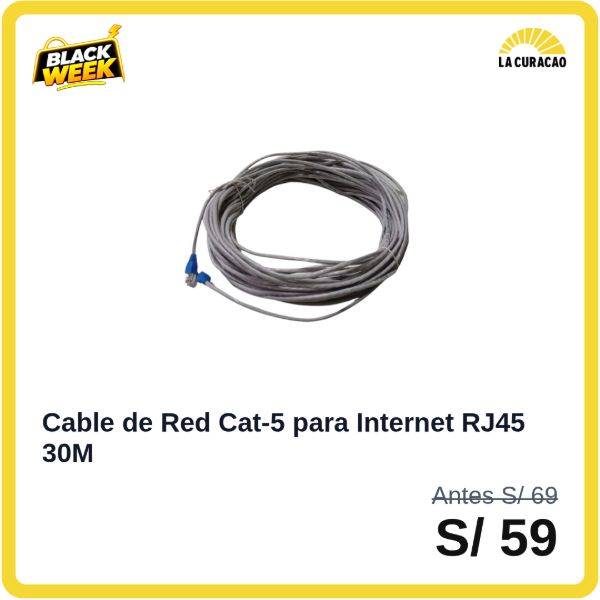 BLACK
WEEK
LA CURACAO
Cable de Red Cat-5 para Internet RJ45
30M
Antes S/ 69
S/ 59